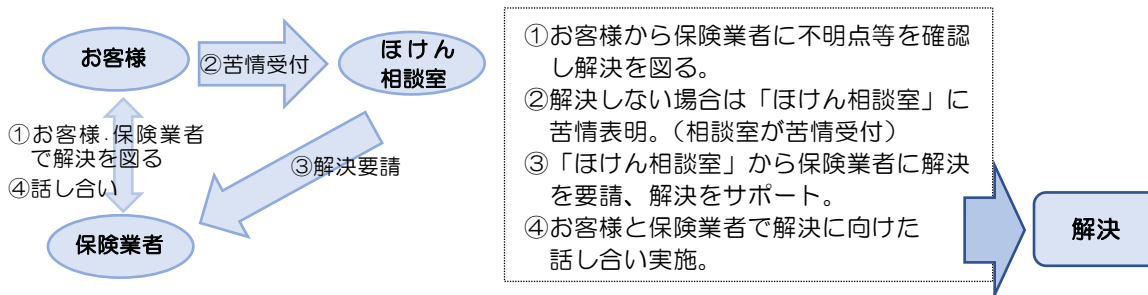 お客様
②苦情受付
ほけん
相談室
①お客様.保険業者
で解決を図る
④話し合い
③解決要請
保険業者
①お客様から保険業者に不明点等を確認
し解決を図る。
②解決しない場合は「ほけん相談室」に
苦情表明。（相談室が苦情受付）
③「ほけん相談室」から保険業者に解決
を要請、解決をサポート。
④お客様と保険業者で解決に向けた
話し合い実施。
解決